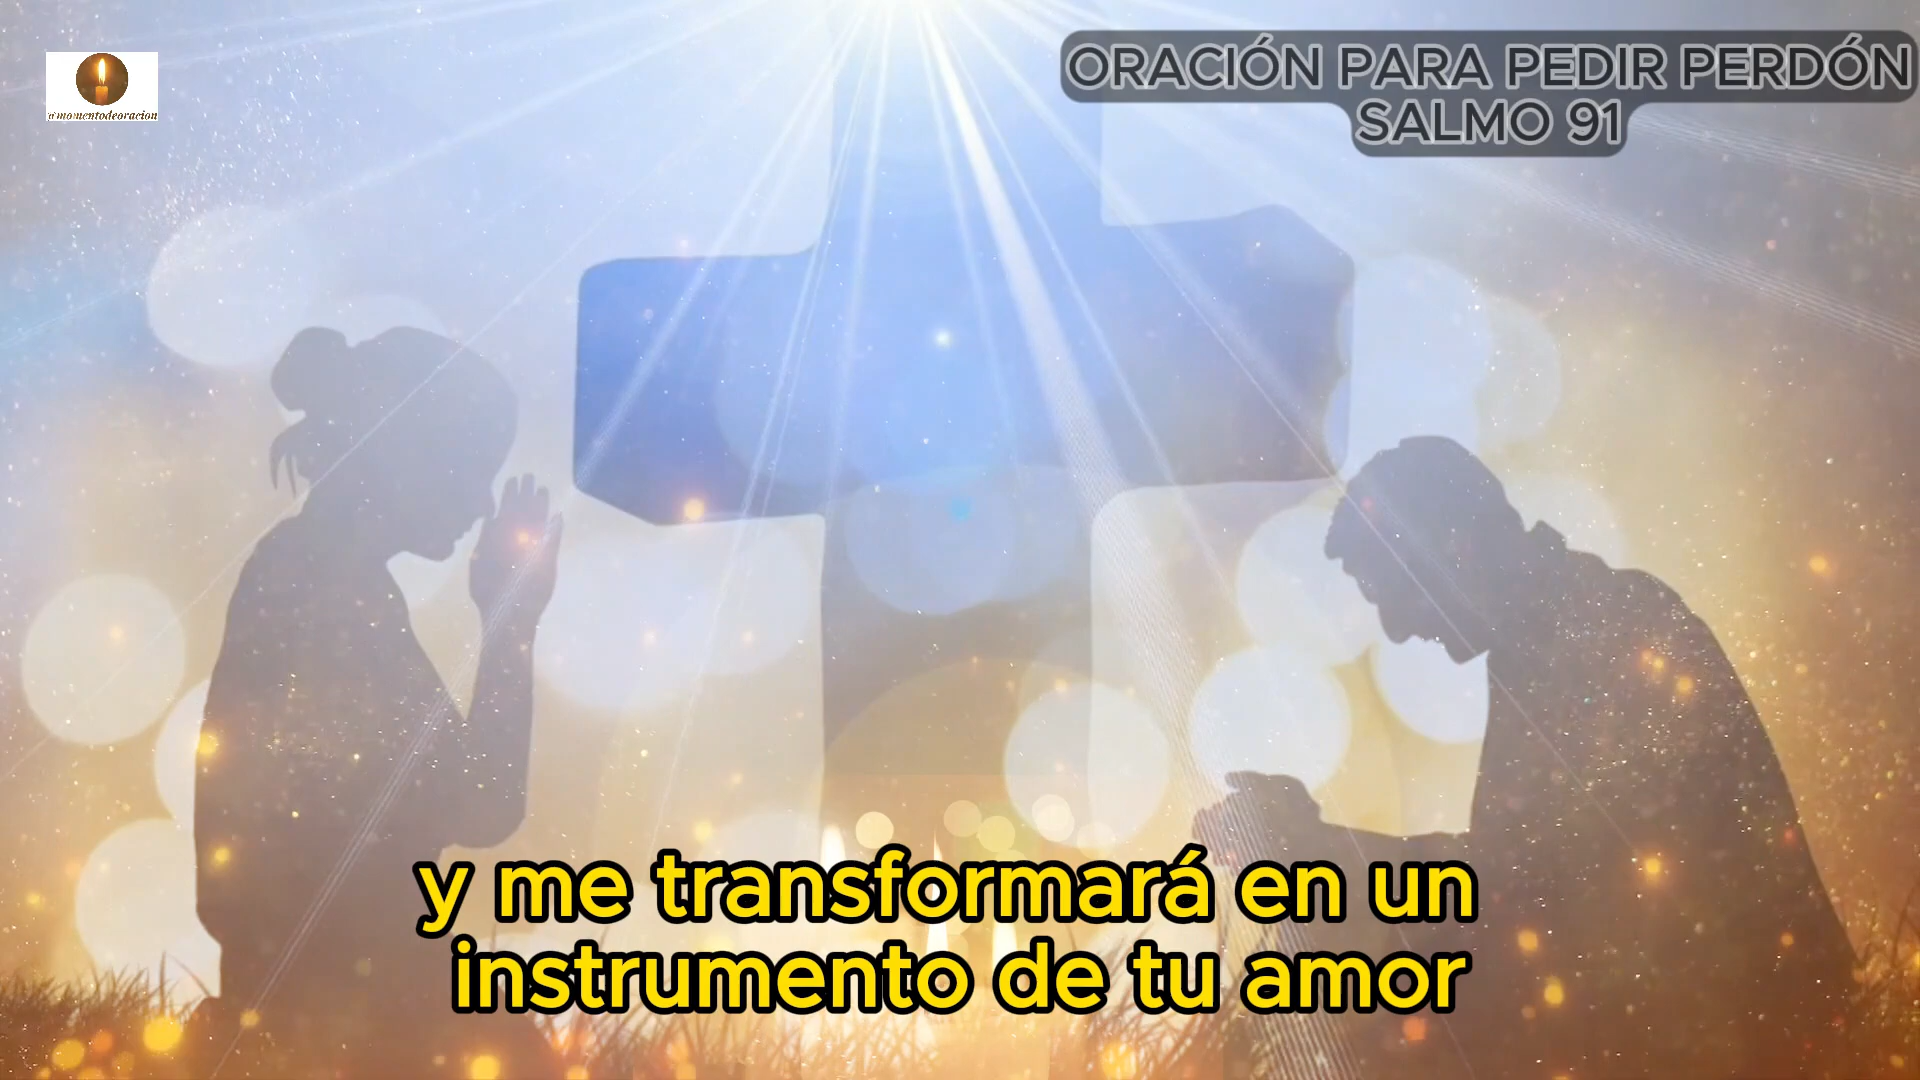 ORACIÓN PARA PEDIR PERDÓN
SALMO 91
@momentodeoracion
y me transformará en un
instrumento de tu amor